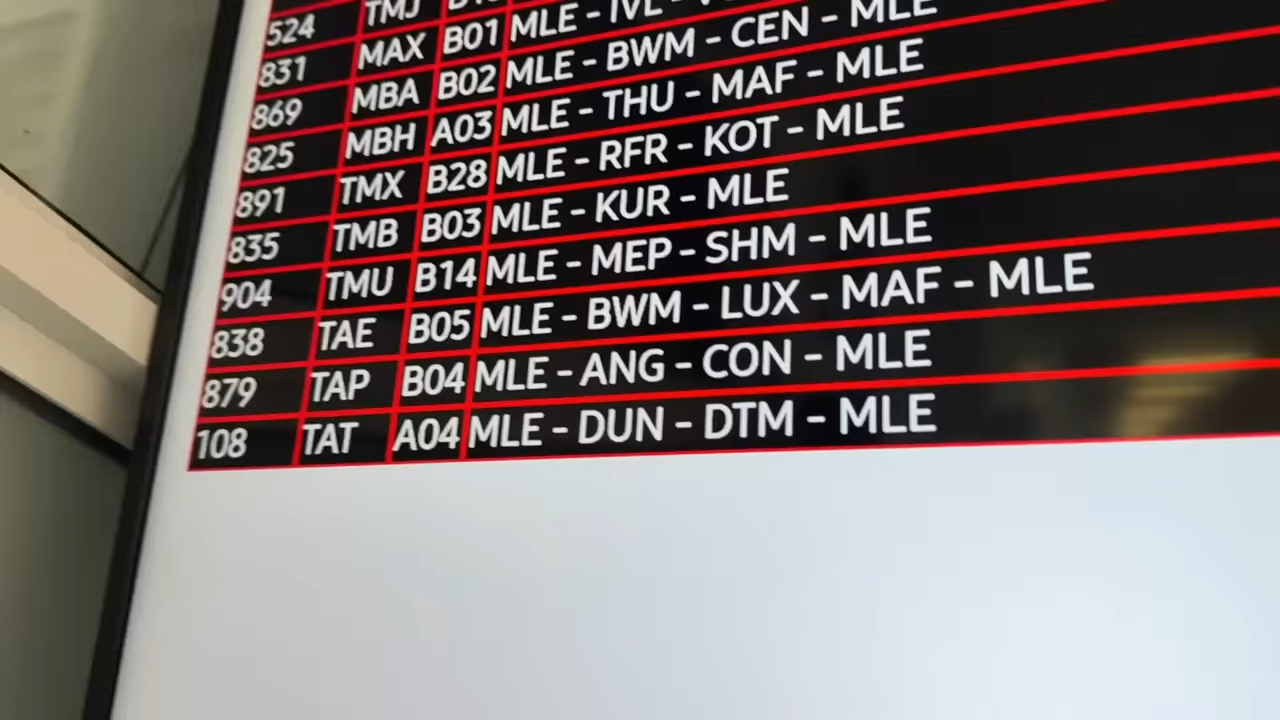 524 TMJ
831 MAX B01 MLE - IVL -
869 MBA B02 MLE - BWM - CEN - MLE
825 MBH A03 MLE - THU - MAF - MLE
891 TMX B28 MLE - RFR - KOT - MLE
835 TMB B03 MLE - KUR - MLE
904 TMU B14 MLE - MEP - SHM - MLE
838 TAE B05 MLE - BWM - LUX - MAF - MLE
879 TAP B04 MLE - ANG - CON - MLE
108 TAT A04 MLE - DUN - DTM - MLE